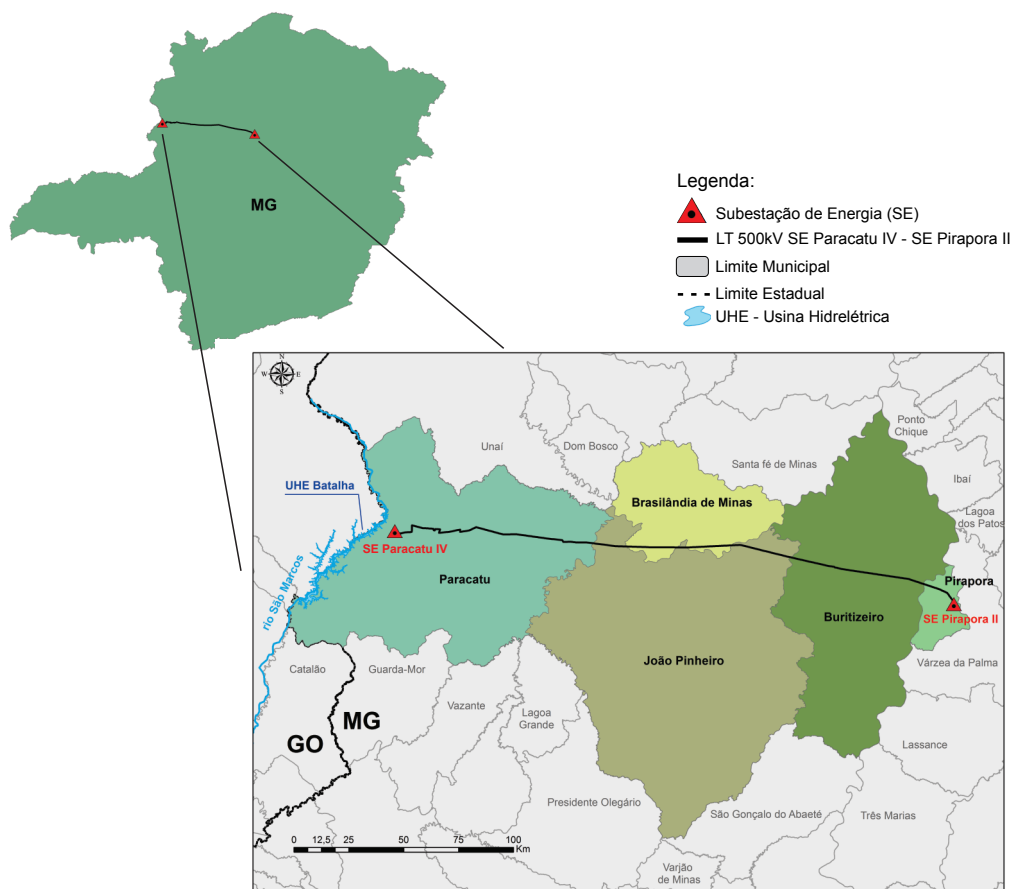 MG
Legenda:
Subestação de Energia (SE)
LT 500kV SE Paracatu IV - SE Pirapora II
Limite Municipal
Limite Estadual
UHE - Usina Hidrelétrica
N
W
E
S
Ponto
Chique
Unaí
Dom Bosco
Santa fé de Minas
Ibaí
UHE Batalha
Brasilândia de Minas
Lagoa
dos Patos
SE Paracatu IV
Paracatu
Pirapora
rio São Marcos
Buritizeiro
SE Pirapora II
João Pinheiro
Várzea da Palma
Catalão
Guarda-Mor
Vazante
Lagoa
Grande
MG
GO
Lassance
Presidente Olegário
São Gonçalo do Abaeté
Três Marias
0
12,5
25
50
75
100
Km
Varjão
de Minas